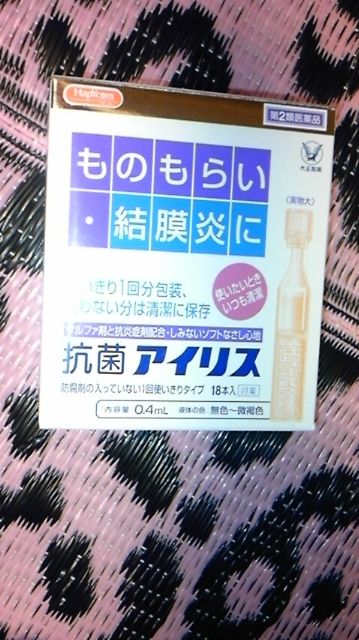 Hapycom
第2類医薬品
大正製薬
ものもらい
・結膜炎に
〈実物大〉
いきり1回分包装、
わない分は清潔に保存
使いたいとき
いつも清潔
サルファ剤と抗炎症剤配合・しみないソフトなさし心地
抗菌アイリス
防腐剤の入っていない1回使いきりタイプ 18本入 目薬
内容量 0.4mL 液体の色 無色~微褐色